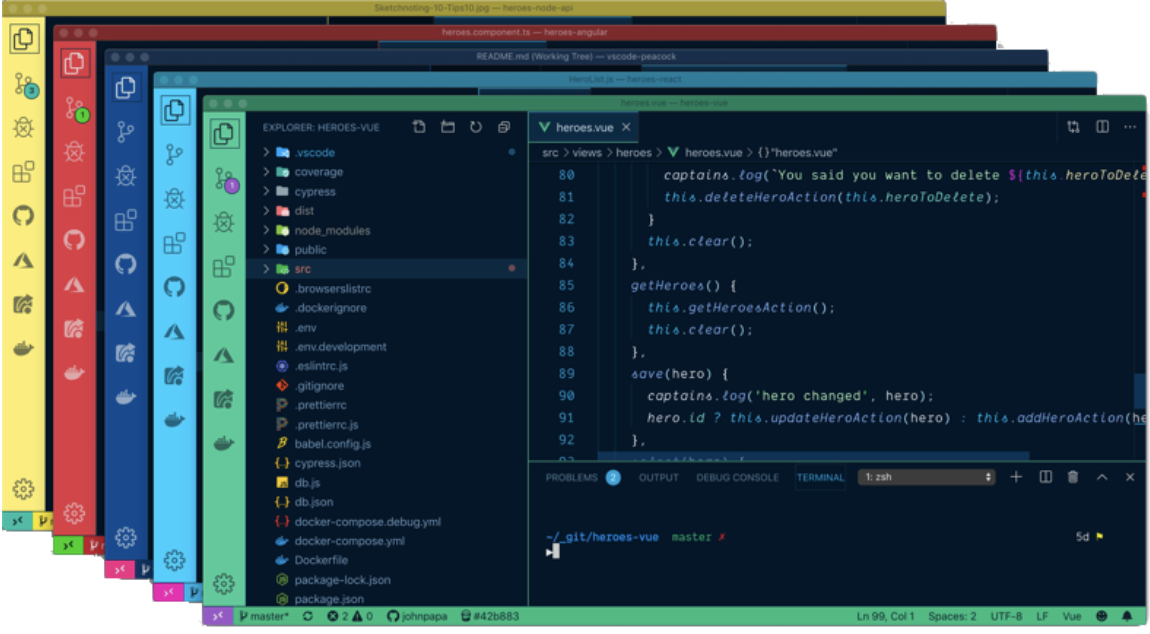 Sketchnoting-10-Tips10.jpg — heroes-node-api
heroes.component.ts — heroes-angular
README.md (Working Tree) — vscode-peacock
HeroList.js — heroes-react
heroes.vue — heroes-vue
3
1
1
EXPLORER: HEROES-VUE
.vscode
coverage
cypress
dist
node_modules
public
src
.browserslistrc
.dockerignore
.env
.env.development
.eslintrc.js
.gitignore
.prettierrc
.prettierrc.js
babel.config.js
cypress.json
db.js
db.json
docker-compose.debug.yml
docker-compose.yml
Dockerfile
package-lock.json
package.json
heroes.vue ×
src > views > heroes > heroes.vue > {} "heroes.vue"
80 captains.log(`You said you want to delete ${this.heroToDele
81 this.deleteHeroAction(this.heroToDelete);
82 }
83 this.clear();
84 },
85 getHeroes() {
86 this.getHeroesAction();
87 this.clear();
88 },
89 save(hero) {
90 captains.log('hero changed', hero);
91 hero.id ? this.updateHeroAction(hero) : this.addHeroAction(he
92 },
PROBLEMS 2 OUTPUT DEBUG CONSOLE TERMINAL 1: zsh
~/_git/heroes-vue master ✗ 5d
master* 2 0 johnpapa #42b883 Ln 99, Col 1 Spaces: 2 UTF-8 LF Vue